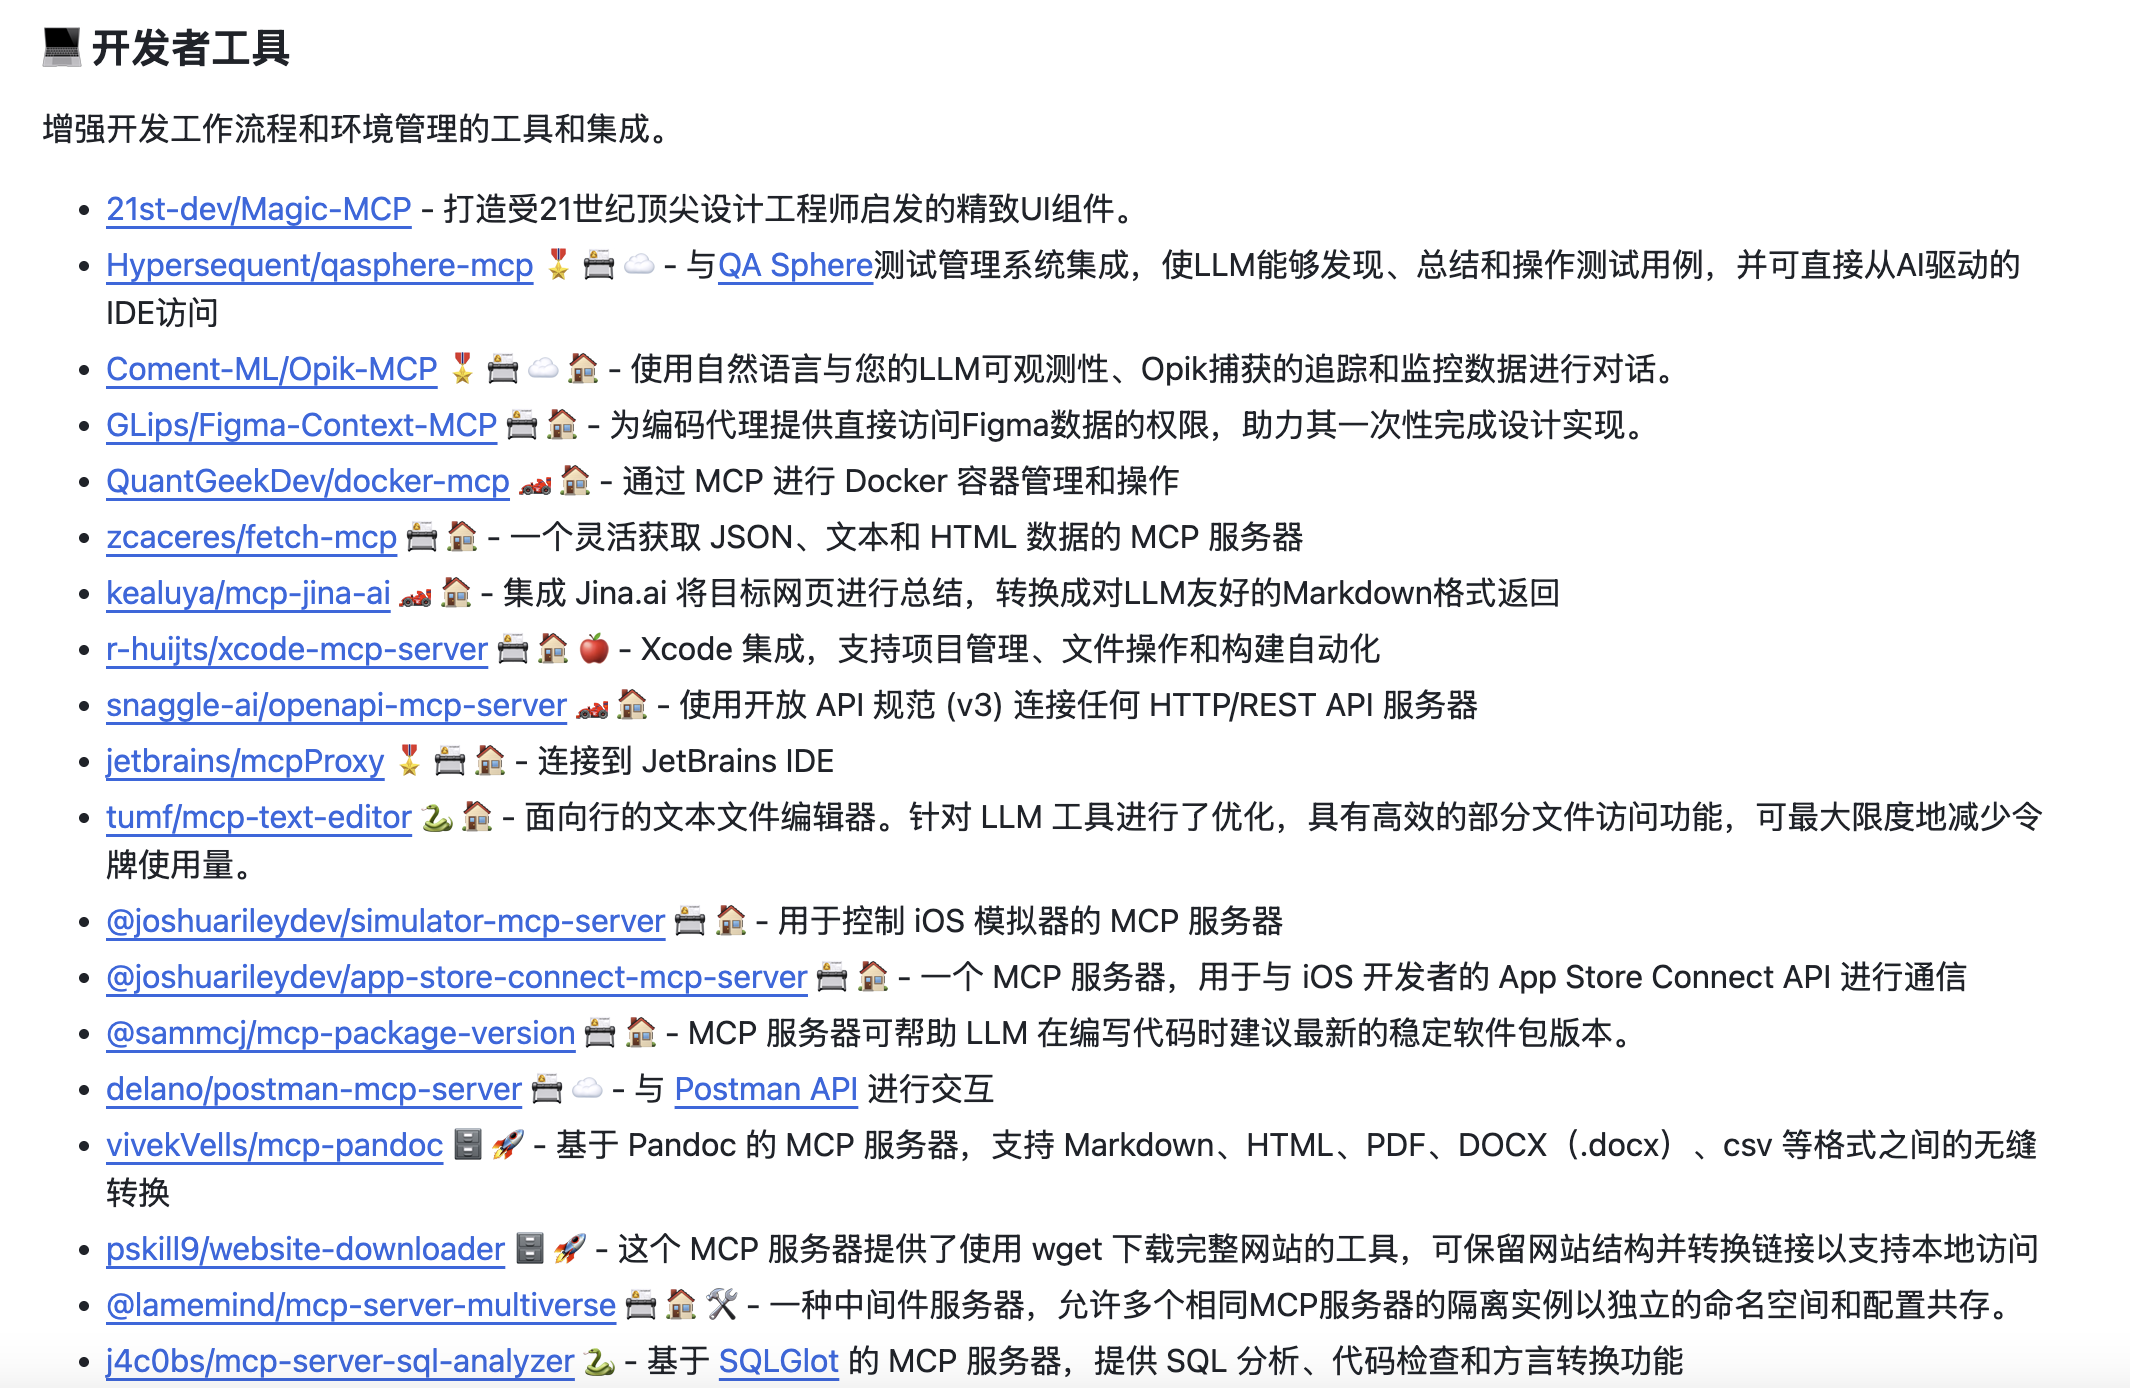 💻 开发者工具
增强开发工作流程和环境管理的工具和集成。
• 21st-dev/Magic-MCP - 打造受21世纪顶尖设计工程师启发的精致UI组件。
• Hypersequent/qasphere-mcp 🎖️ 📇 ☁️ - 与QA Sphere测试管理系统集成，使LLM能够发现、总结和操作测试用例，并可直接从AI驱动的
IDE访问
• Coment-ML/Opik-MCP 🎖️ 📇 ☁️ 🏠 - 使用自然语言与您的LLM可观测性、Opik捕获的追踪和监控数据进行对话。
• GLips/Figma-Context-MCP 📇 🏠 - 为编码代理提供直接访问Figma数据的权限，助力其一次性完成设计实现。
• QuantGeekDev/docker-mcp 🏎️ 🏠 - 通过 MCP 进行 Docker 容器管理和操作
• zcaceres/fetch-mcp 📇 🏠 - 一个灵活获取 JSON、文本和 HTML 数据的 MCP 服务器
• kealuya/mcp-jina-ai 🏎️ 🏠 - 集成 Jina.ai 将目标网页进行总结，转换成对LLM友好的Markdown格式返回
• r-huijts/xcode-mcp-server 📇 🏠 🍎 - Xcode 集成，支持项目管理、文件操作和构建自动化
• snaggle-ai/openapi-mcp-server 🏎️ 🏠 - 使用开放 API 规范 (v3) 连接任何 HTTP/REST API 服务器
• jetbrains/mcpProxy 🎖️ 📇 🏠 - 连接到 JetBrains IDE
• tumf/mcp-text-editor 🐍 🏠 - 面向行的文本文件编辑器。针对 LLM 工具进行了优化，具有高效的部分文件访问功能，可最大限度地减少令
牌使用量。
• @joshuarileydev/simulator-mcp-server 📇 🏠 - 用于控制 iOS 模拟器的 MCP 服务器
• @joshuarileydev/app-store-connect-mcp-server 📇 🏠 - 一个 MCP 服务器，用于与 iOS 开发者的 App Store Connect API 进行通信
• @sammcj/mcp-package-version 📇 🏠 - MCP 服务器可帮助 LLM 在编写代码时建议最新的稳定软件包版本。
• delano/postman-mcp-server 📇 ☁️ - 与 Postman API 进行交互
• vivekVells/mcp-pandoc 🗄️ 🚀 - 基于 Pandoc 的 MCP 服务器，支持 Markdown、HTML、PDF、DOCX（.docx）、csv 等格式之间的无缝
转换
• pskill9/website-downloader 🗄️ 🚀 - 这个 MCP 服务器提供了使用 wget 下载完整网站的工具，可保留网站结构并转换链接以支持本地访问
• @lamemind/mcp-server-multiverse 📇 🏠 🛠️ - 一种中间件服务器，允许多个相同MCP服务器的隔离实例以独立的命名空间和配置共存。
• j4c0bs/mcp-server-sql-analyzer 🐍 - 基于 SQLGlot 的 MCP 服务器，提供 SQL 分析、代码检查和方言转换功能